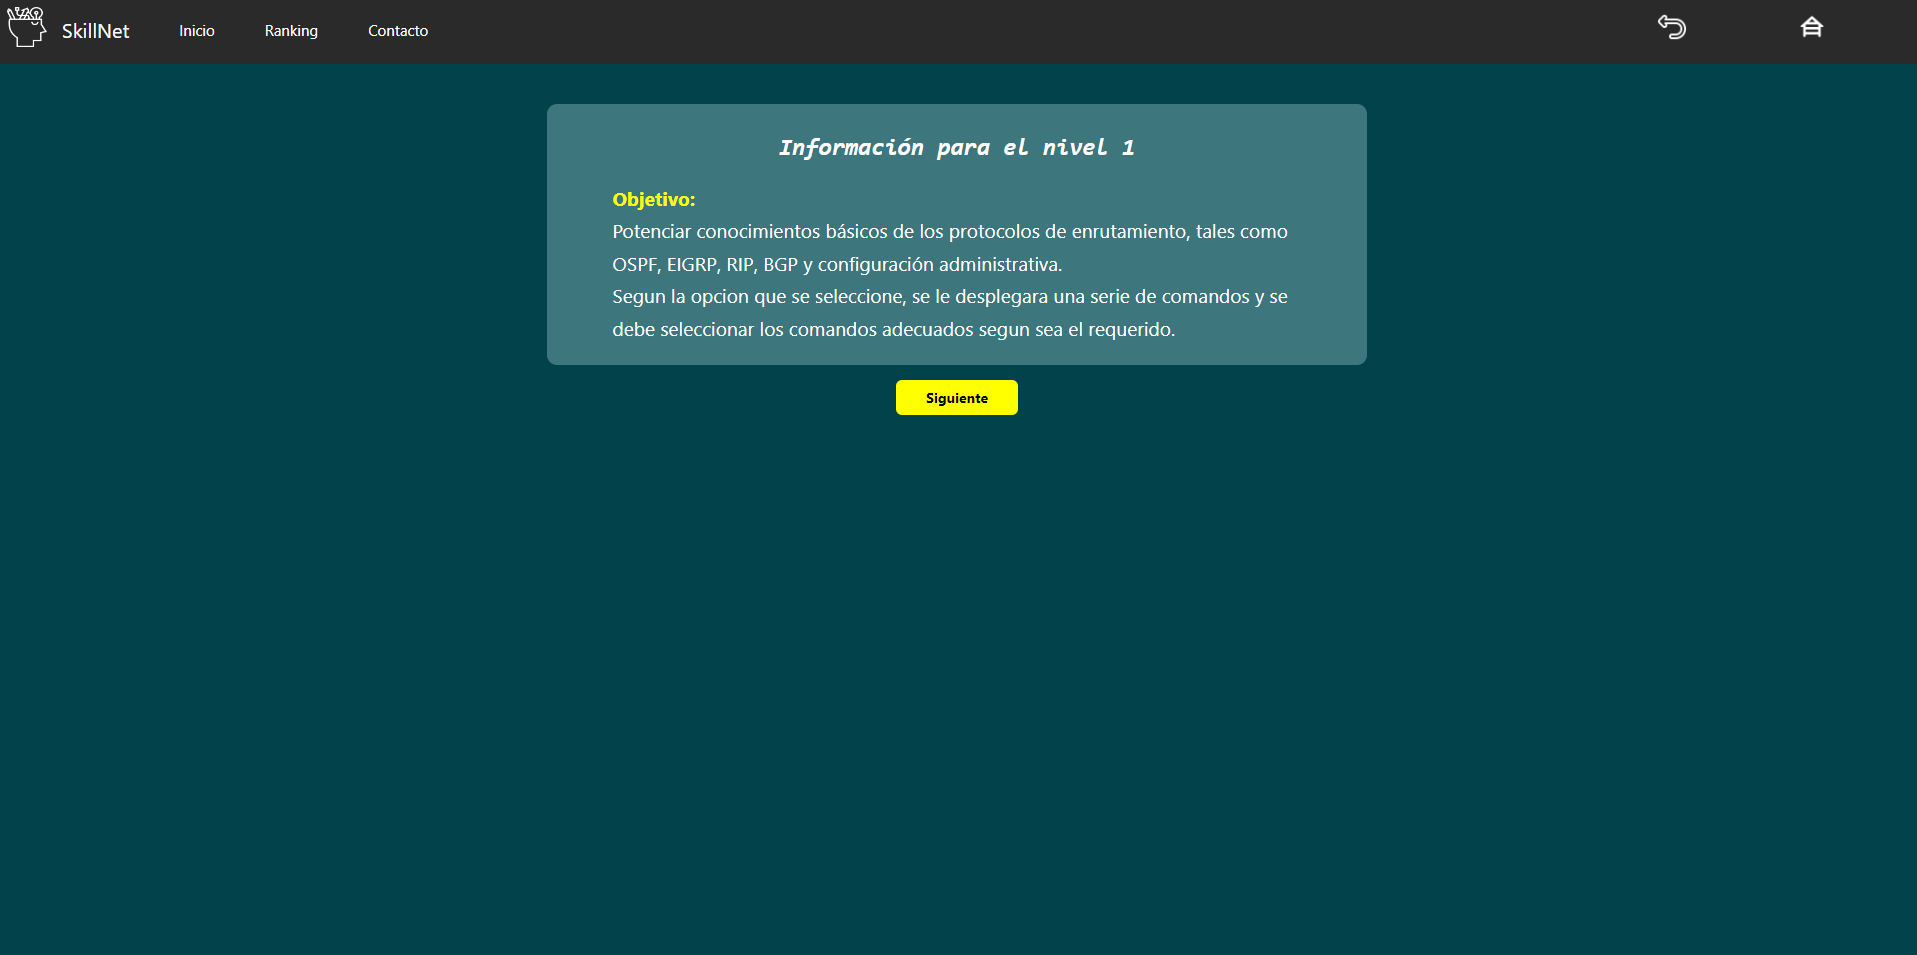 SkillNet
Inicio
Ranking
Contacto
Información para el nivel 1
Objetivo:
Potenciar conocimientos básicos de los protocolos de enrutamiento, tales como
OSPF, EIGRP, RIP, BGP y configuración administrativa.
Segun la opcion que se seleccione, se le desplegara una serie de comandos y se
debe seleccionar los comandos adecuados segun sea el requerido.
Siguiente